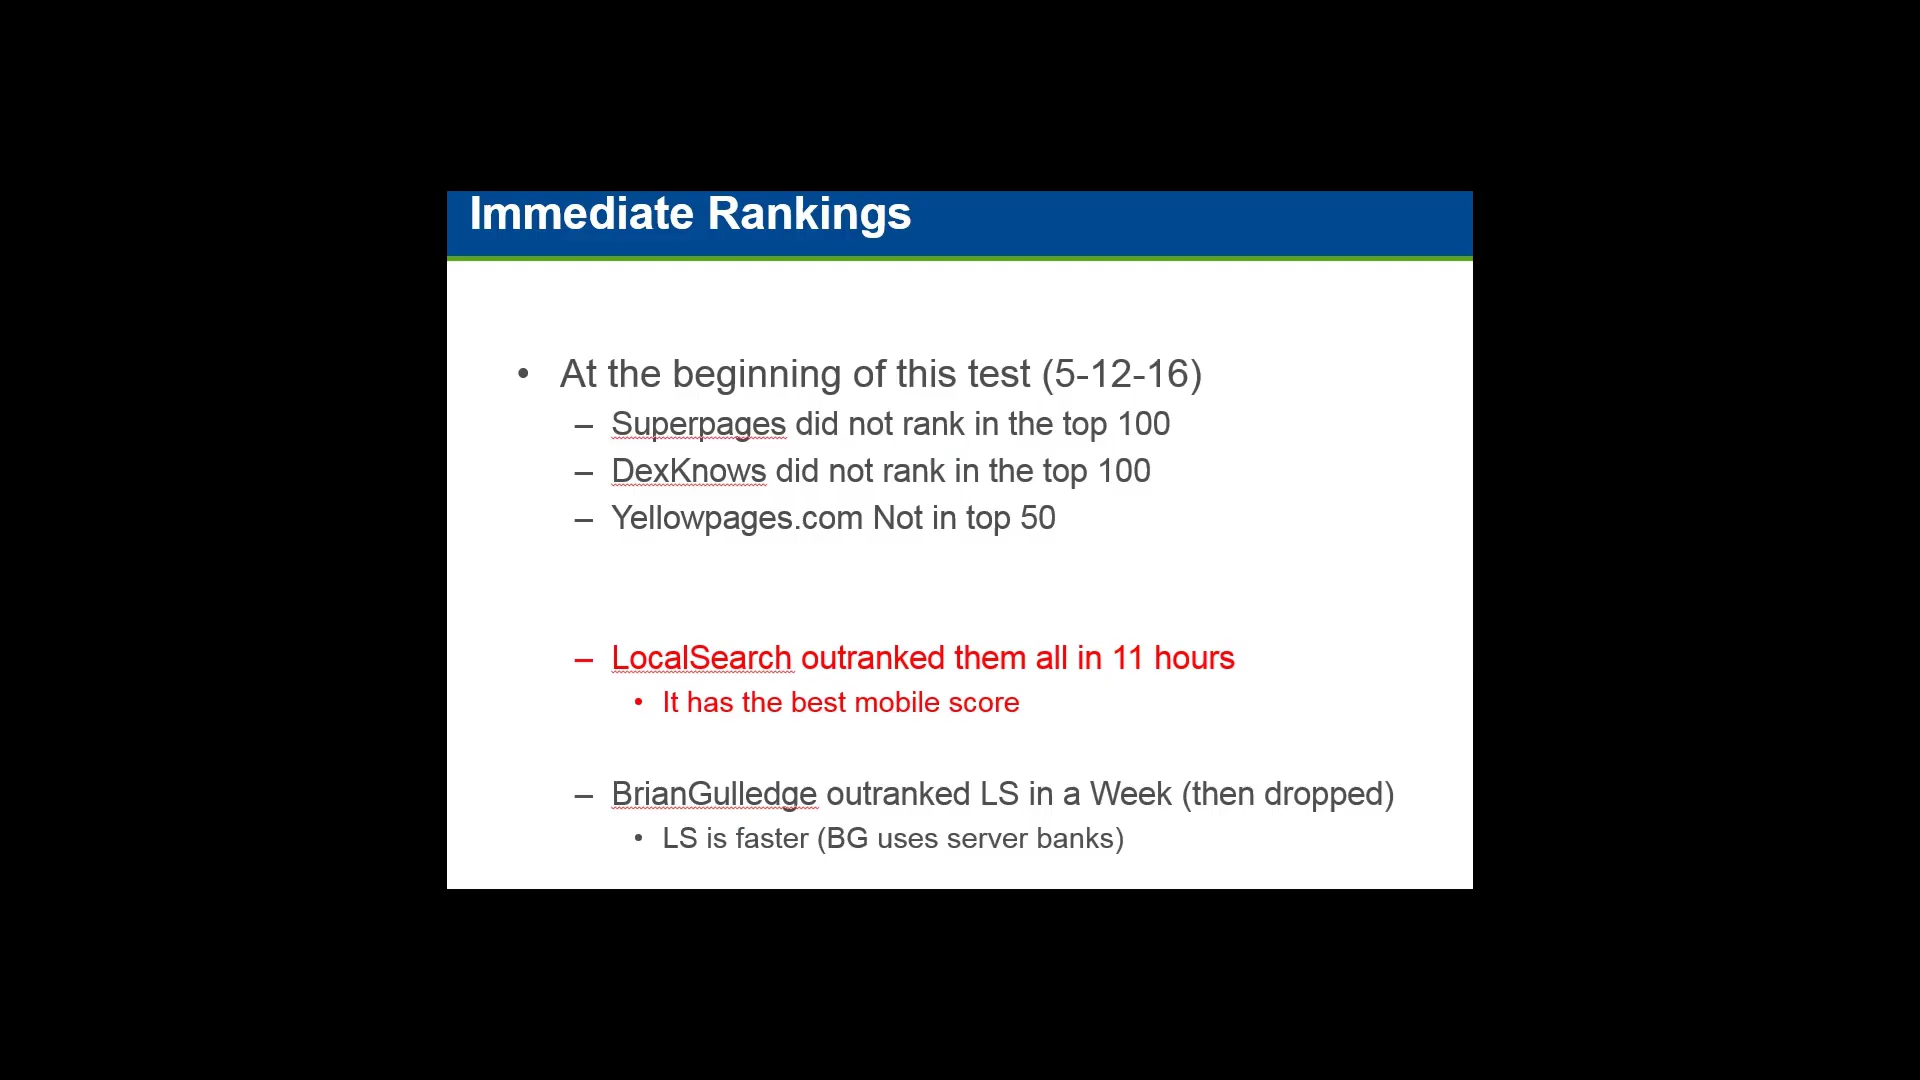 Immediate Rankings
• At the beginning of this test (5-12-16)
– Superpages did not rank in the top 100
– DexKnows did not rank in the top 100
– Yellowpages.com Not in top 50
– LocalSearch outranked them all in 11 hours
• It has the best mobile score
– BrianGulledge outranked LS in a Week (then dropped)
• LS is faster (BG uses server banks)